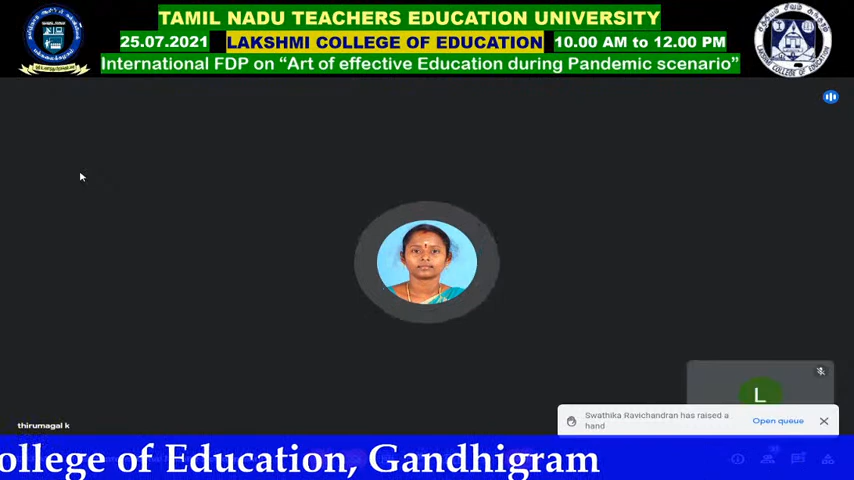 TAMIL NADU TEACHERS EDUCATION UNIVERSITY
25.07.2021 LAKSHMI COLLEGE OF EDUCATION 10.00 AM to 12.00 PM
International FDP on “Art of effective Education during Pandemic scenario”
L
Swathika Ravichandran has raised a
hand
Open queue
thirumagal k
ollege of Education, Gandhigram